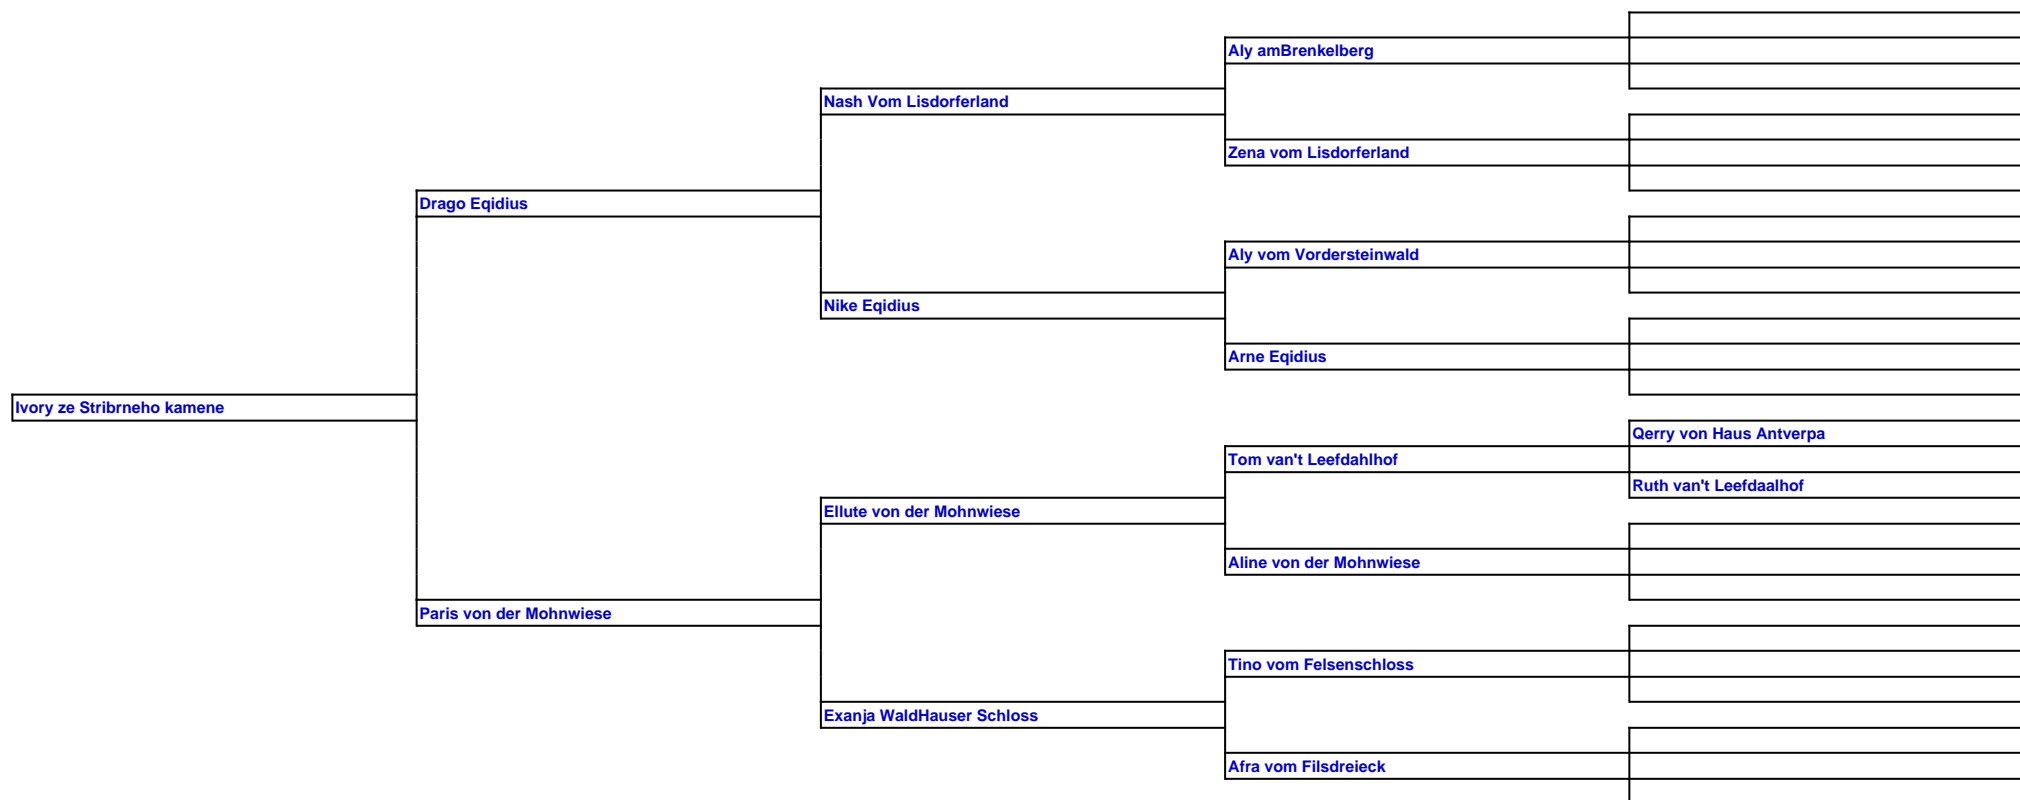 Aly amBrenkelberg
Nash Vom Lisdorferland
Zena vom Lisdorferland
Drago Eqidius
Aly vom Vordersteinwald
Nike Eqidius
Arne Eqidius
Ivory ze Stribrneho kamene
Qerry von Haus Antverpa
Tom van't Leefdahlhof
Ruth van't Leefdaalhof
Ellute von der Mohnwiese
Aline von der Mohnwiese
Paris von der Mohnwiese
Tino vom Felsenschloss
Exanja WaldHauser Schloss
Afra vom Filsdreieck